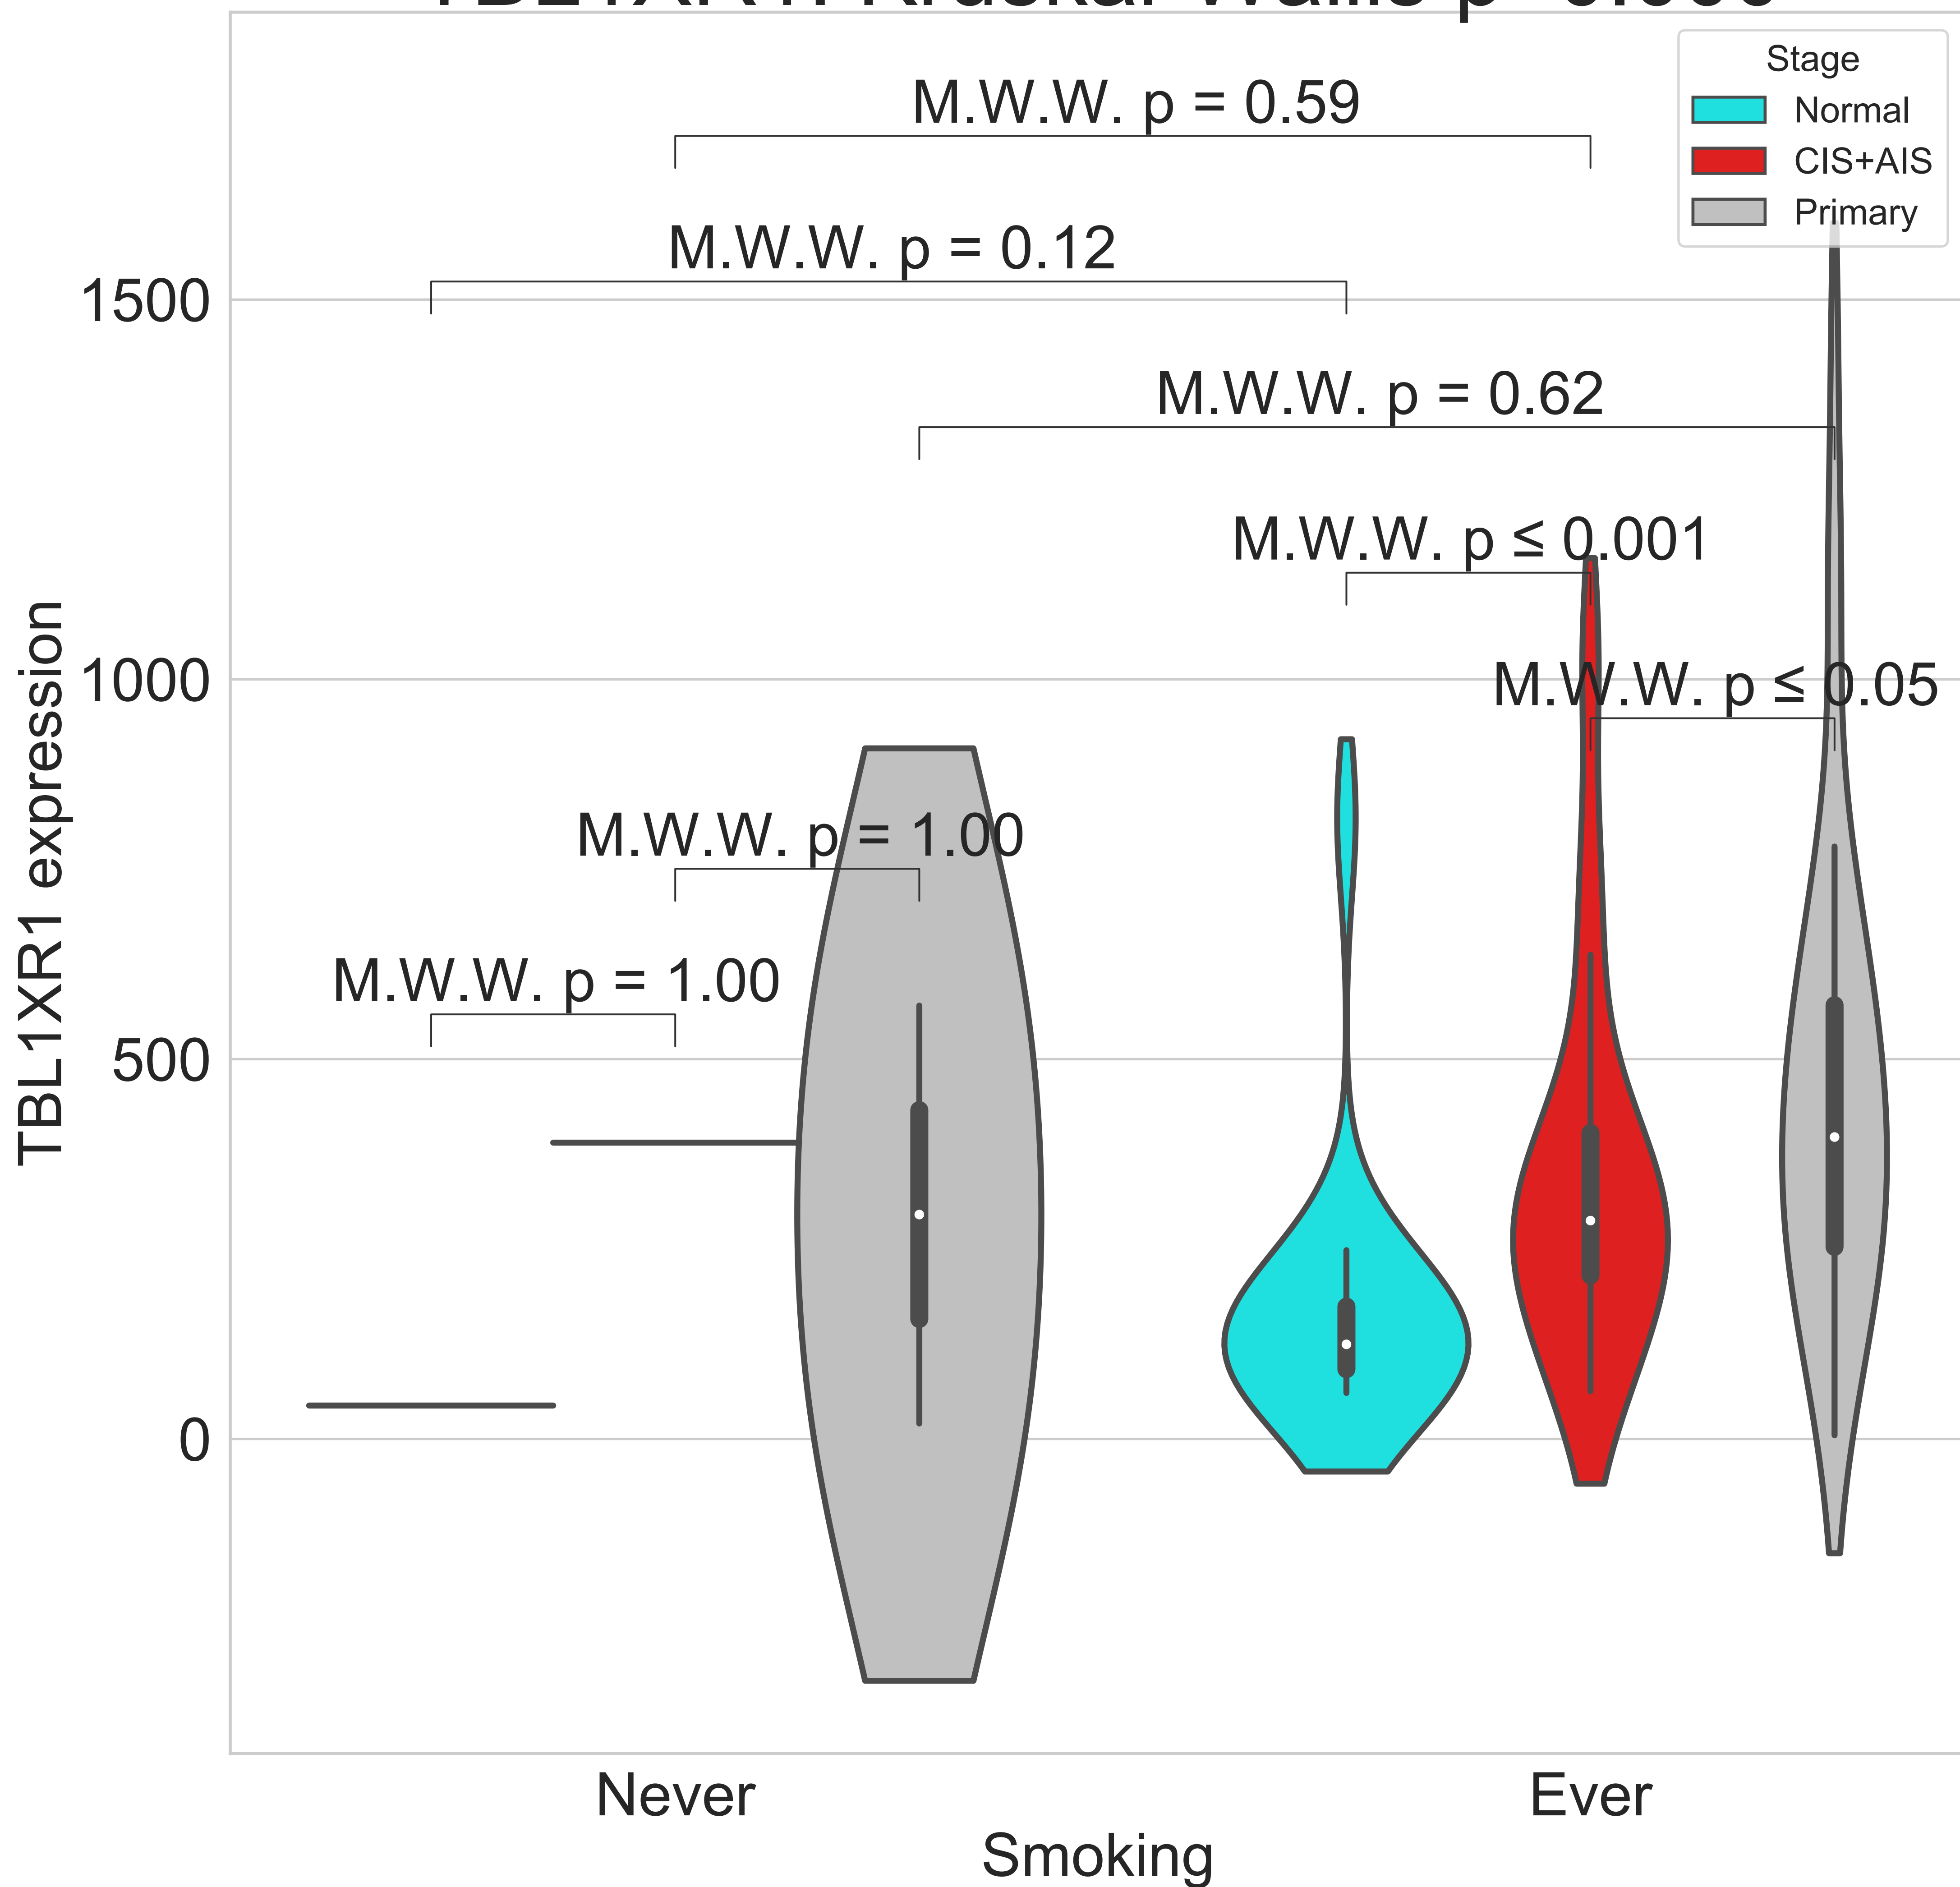 Stage
Normal
CIS+AIS
Primary
M.W.W. p = 0.59
M.W.W. p = 0.12
M.W.W. p = 0.62
M.W.W. p ≤ 0.001
M.W.W. p ≤ 0.05
M.W.W. p = 1.00
M.W.W. p = 1.00
1500
1000
500
0
TBL1XR1 expression
Never
Ever
Smoking